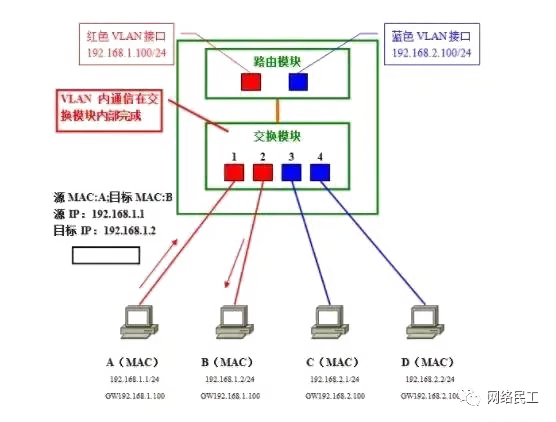 红色 VLAN 接口
192.168.1.100/24
蓝色 VLAN 接口
192.168.2.100/24
路由模块
VLAN 内通信在交
换模块内部完成
交换模块
1 2 3 4
源 MAC:A;目标 MAC:B
源 IP：192.168.1.1
目标 IP：192.168.1.2
A（MAC） B（MAC） C（MAC） D（MAC）
192.168.1.1/24 192.168.1.2/24 192.168.2.1/24 192.168.2.2/24
GW192.168.1.100 GW192.168.1.100 GW192.168.2.100 GW192.168.2.100
网络民工